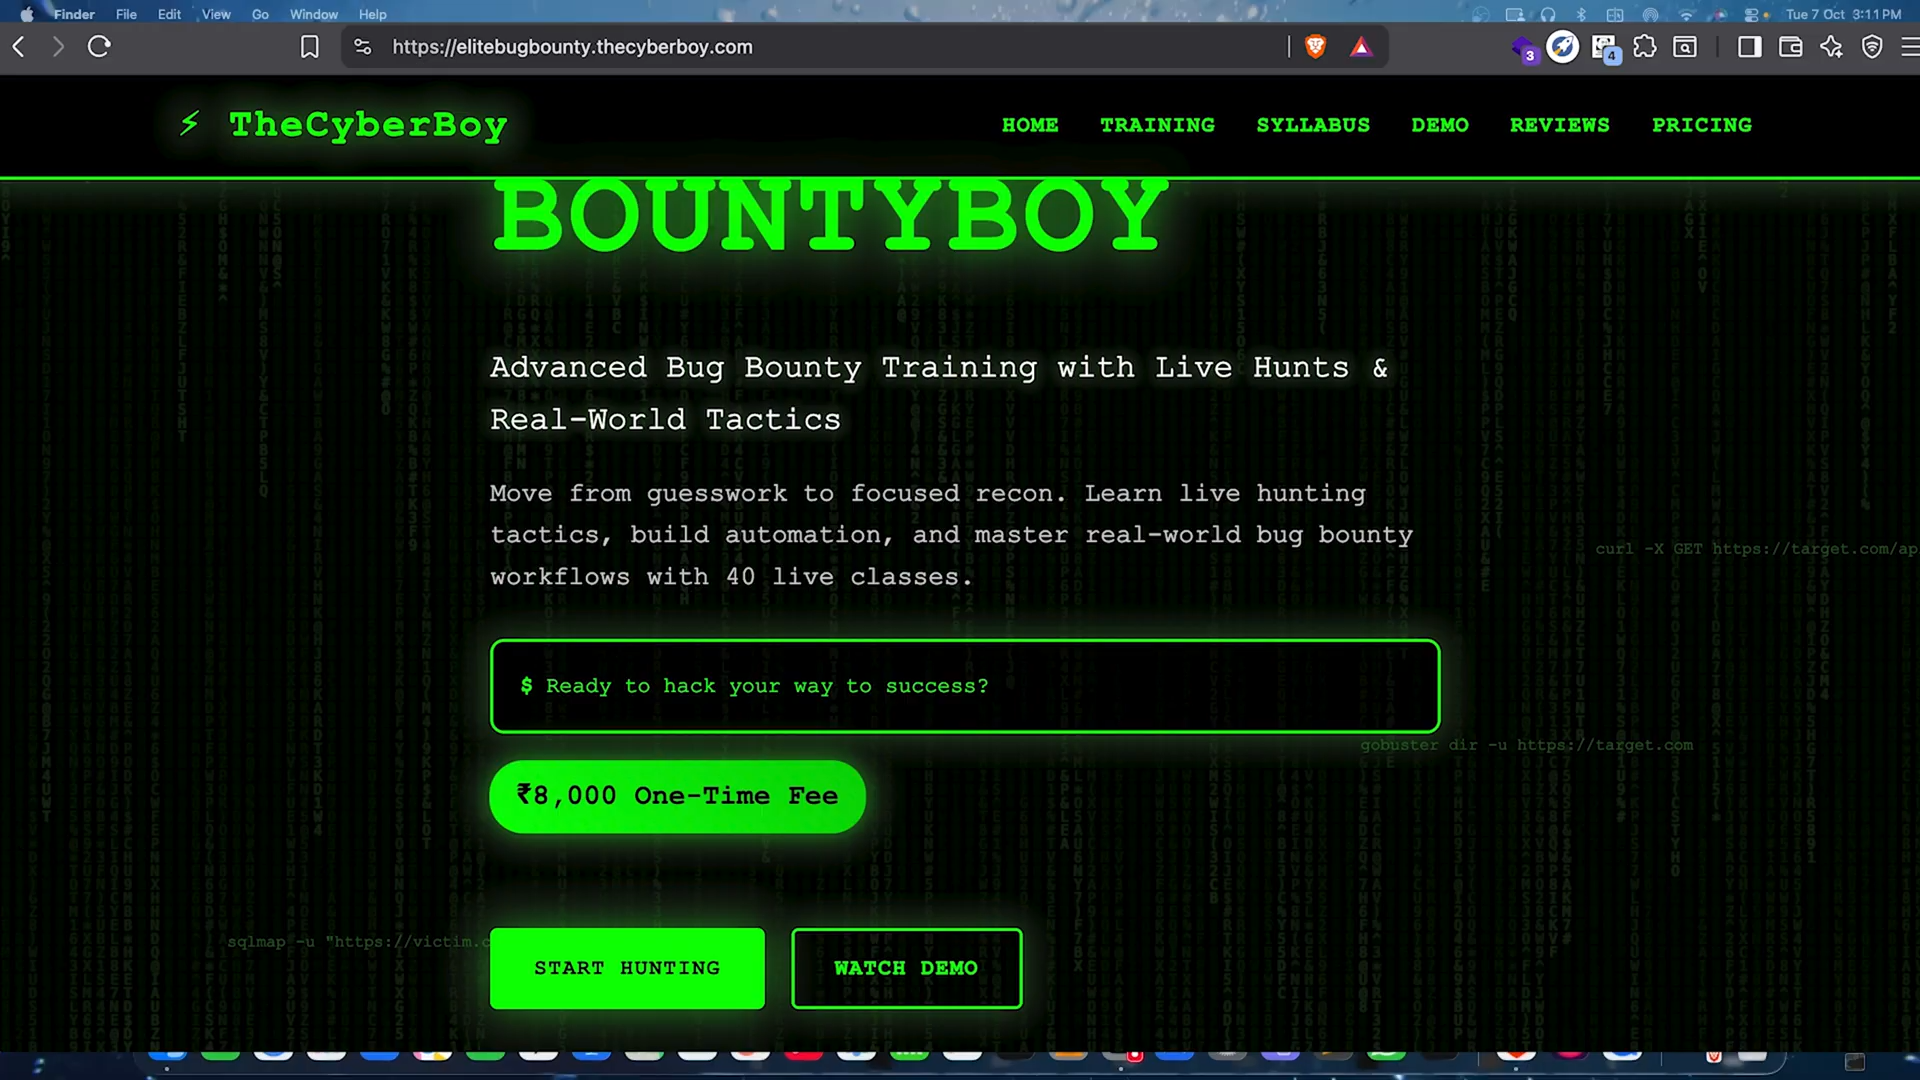 Finder File Edit View Go Window Help
Tue 7 Oct 3:11 PM
https://elitebugbounty.thecyberboy.com
3
4
⚡ TheCyberBoy
HOME TRAINING SYLLABUS DEMO REVIEWS PRICING
BOUNTYBOY
Advanced Bug Bounty Training with Live Hunts &
Real-World Tactics
Move from guesswork to focused recon. Learn live hunting
tactics, build automation, and master real-world bug bounty
workflows with 40 live classes.
curl -X GET https://target.com/ap
$ Ready to hack your way to success?
gobuster dir -u https://target.com
₹8,000 One-Time Fee
sqlmap -u "https://victim.c
START HUNTING
WATCH DEMO